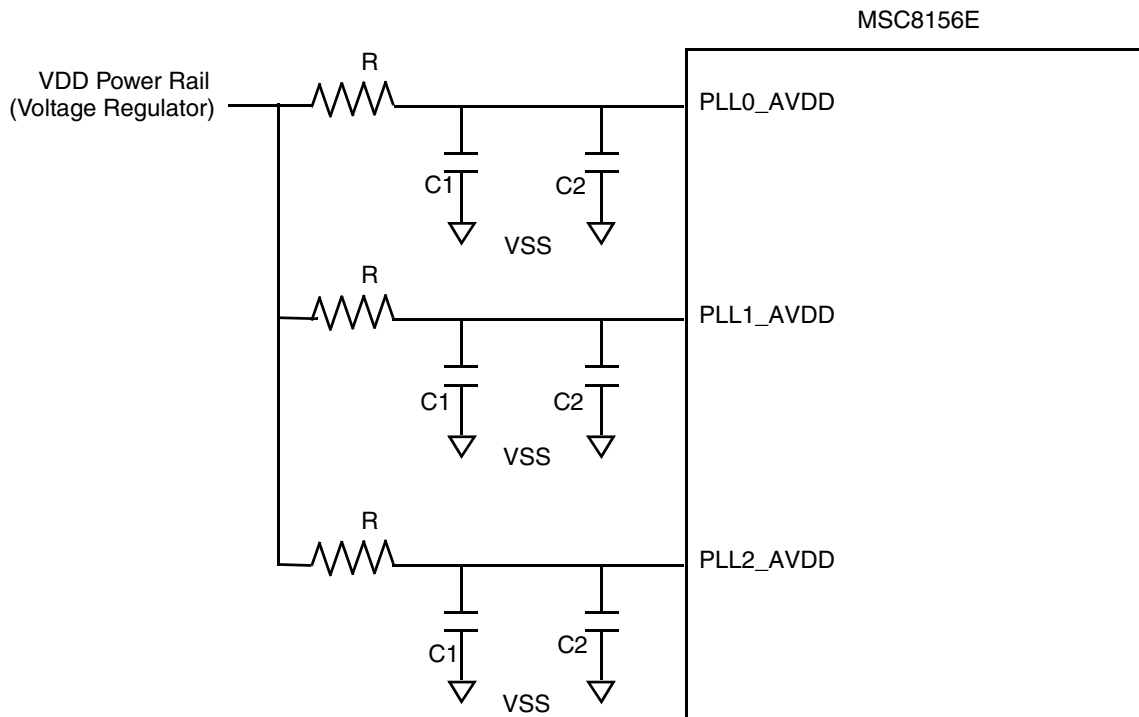 MSC8156E
R
VDD Power Rail
(Voltage Regulator)
PLL0_AVDD
C1
C2
VSS
R
PLL1_AVDD
C1
C2
VSS
R
PLL2_AVDD
C1
C2
VSS